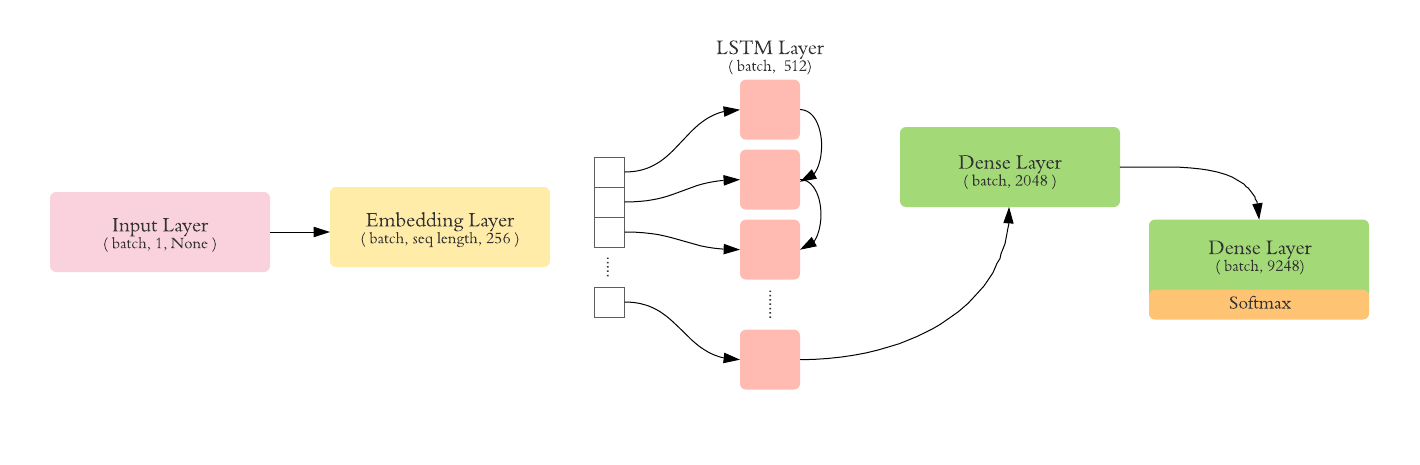 LSTM Layer
( batch,  512)
Input Layer
( batch, 1, None )
Embedding Layer
( batch, seq length, 256 )
Dense Layer
( batch, 2048 )
Dense Layer
( batch, 9248)
Softmax